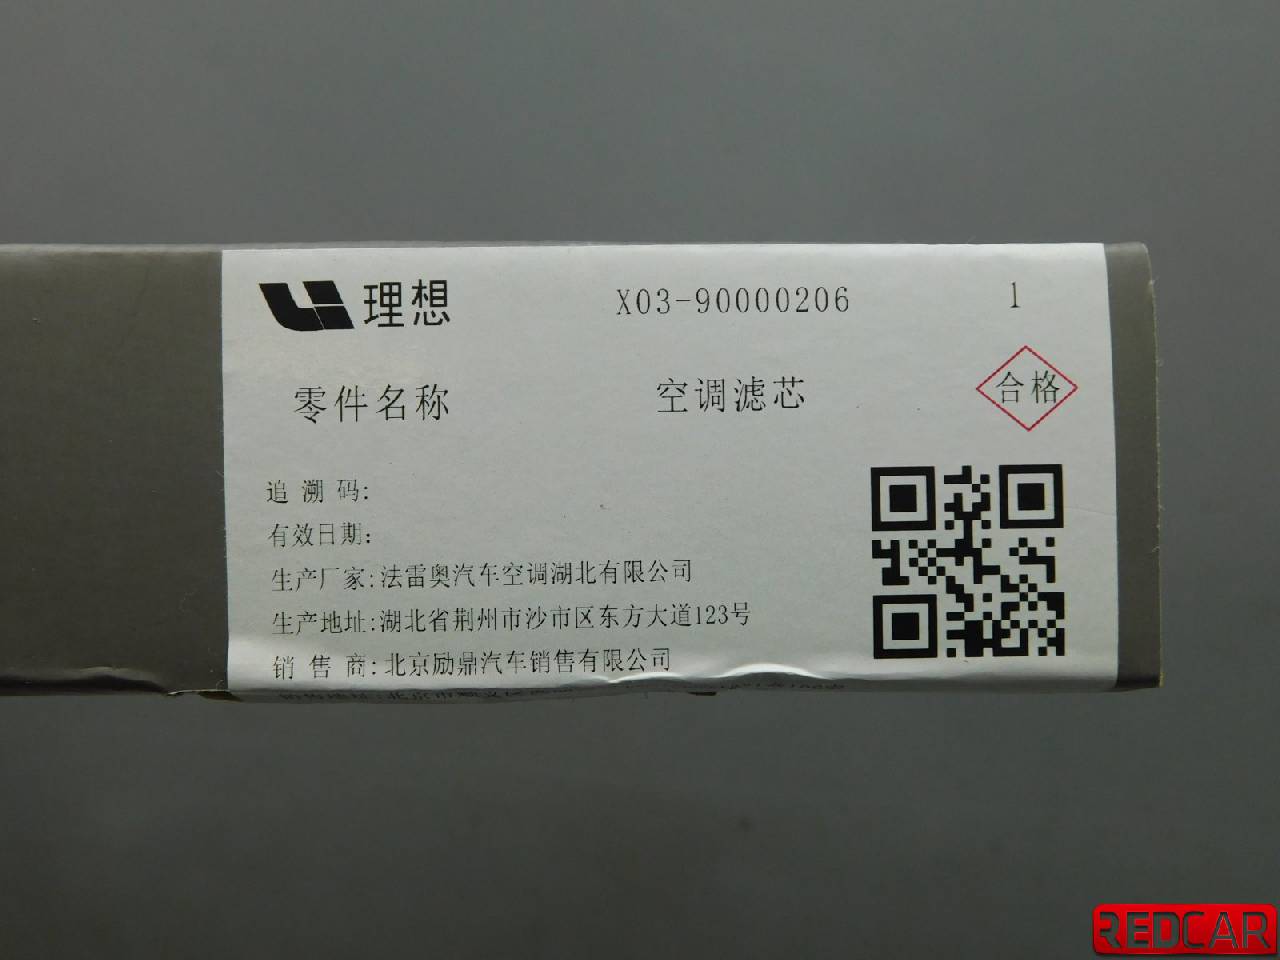 理想 X03-90000206 1
零件名称 空调滤芯 合格
追溯码:
有效日期:
生产厂家:法雷奥汽车空调湖北有限公司
生产地址:湖北省荆州市沙市区东方大道123号
销售商:北京励鼎汽车销售有限公司
REDCAR